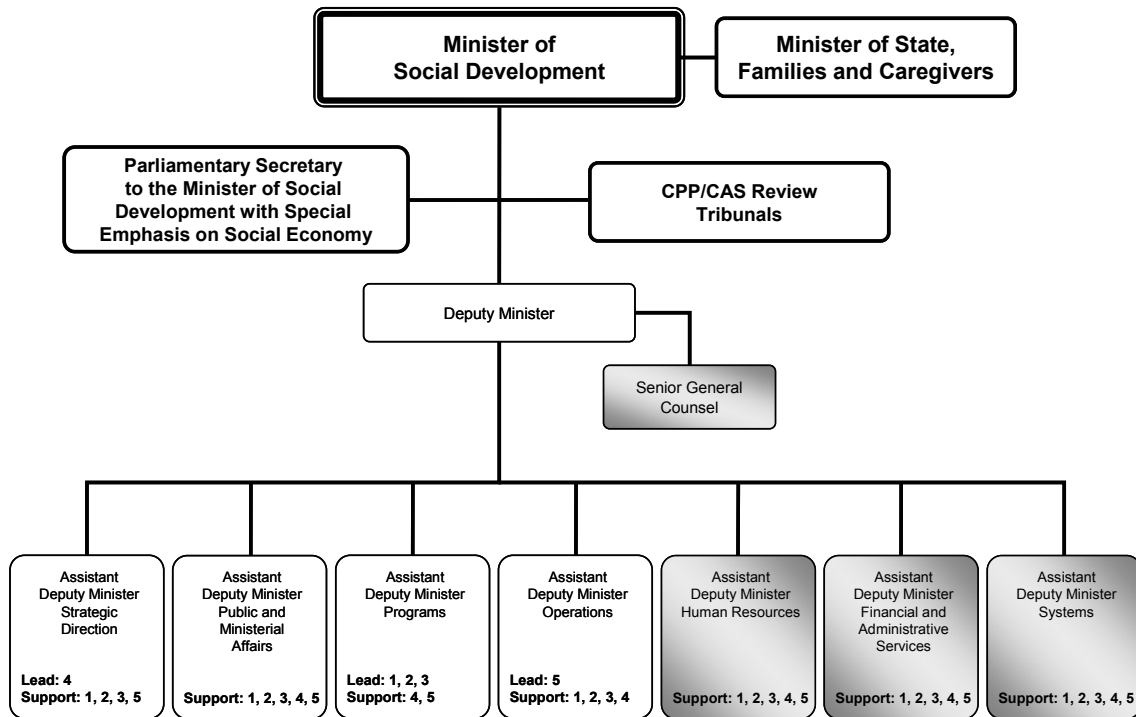 Minister of
Social Development
Minister of State,
Families and Caregivers
Parliamentary Secretary
to the Minister of Social
Development with Special
Emphasis on Social Economy
CPP/CAS Review
Tribunals
Deputy Minister
Senior General
Counsel
Assistant
Deputy Minister
Strategic
Direction
Lead: 4
Support: 1, 2, 3, 5
Assistant
Deputy Minister
Public and
Ministerial
Affairs
Support: 1, 2, 3, 4, 5
Assistant
Deputy Minister
Programs
Lead: 1, 2, 3
Support: 4, 5
Assistant
Deputy Minister
Operations
Lead: 5
Support: 1, 2, 3, 4
Assistant
Deputy Minister
Human Resources
Support: 1, 2, 3, 4, 5
Assistant
Deputy Minister
Financial and
Administrative
Services
Support: 1, 2, 3, 4, 5
Assistant
Deputy Minister
Systems
Support: 1, 2, 3, 4, 5